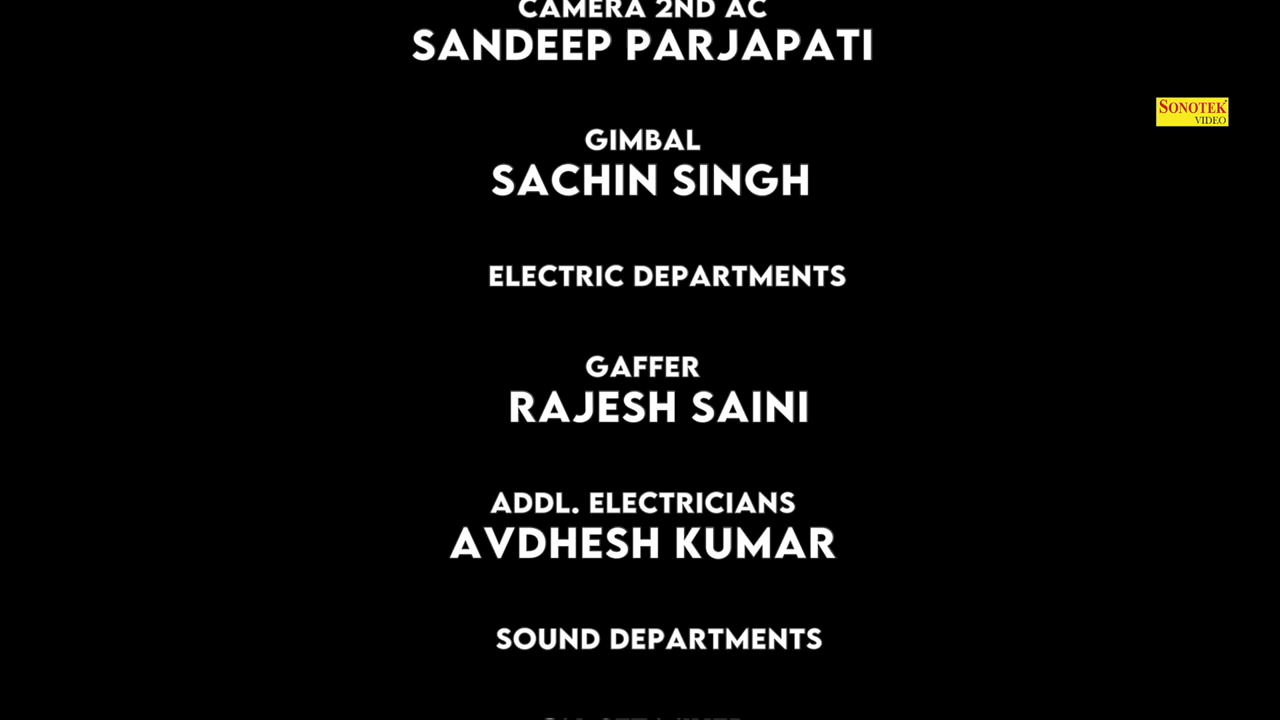 CAMERA 2ND AC
SANDEEP PARJAPATI
SONOTEK
VIDEO
GIMBAL
SACHIN SINGH
ELECTRIC DEPARTMENTS
GAFFER
RAJESH SAINI
ADDL. ELECTRICIANS
AVDHESH KUMAR
SOUND DEPARTMENTS